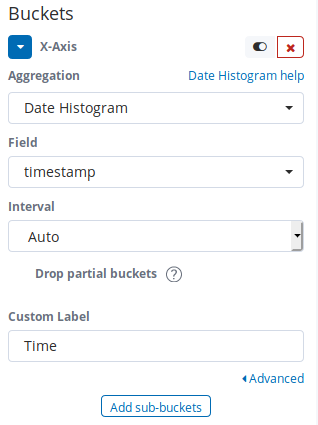 Buckets
X-Axis
Aggregation Date Histogram help
Date Histogram
Field
timestamp
Interval
Auto
Drop partial buckets ?
Custom Label
Time
Advanced
Add sub-buckets